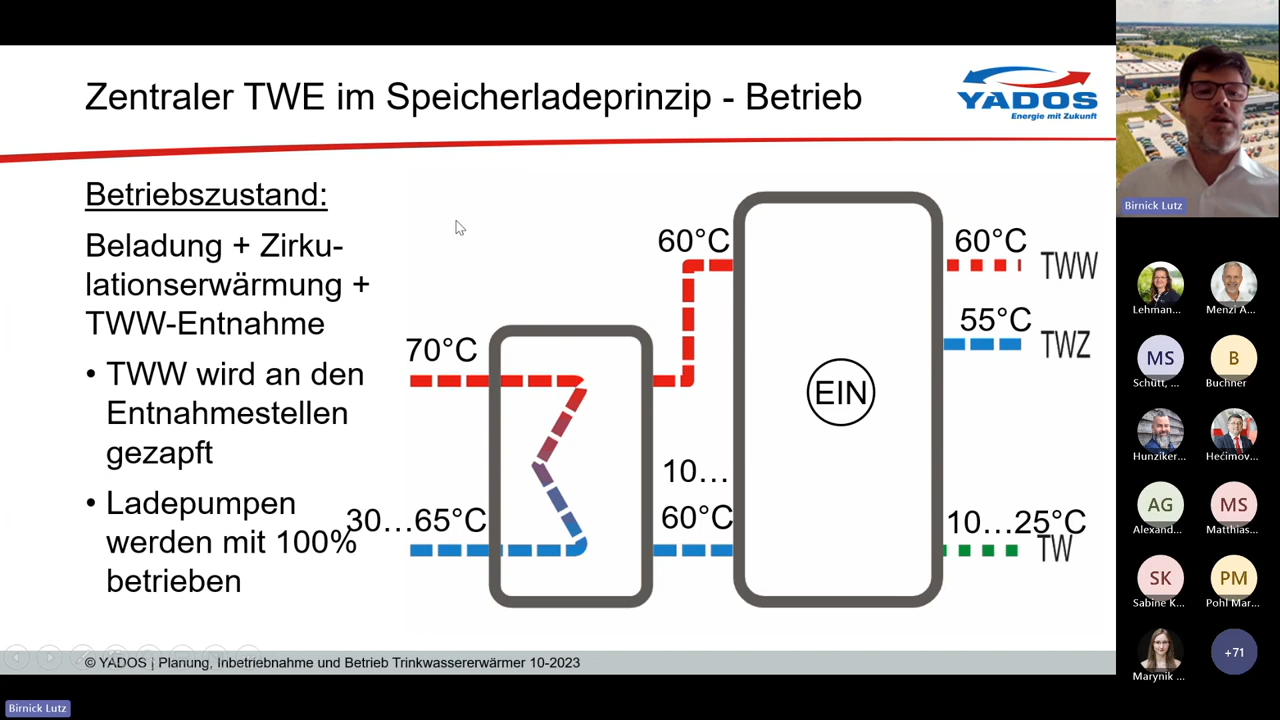 Zentraler TWE im Speicherladeprinzip - Betrieb
YADOS
Energie mit Zukunft
Betriebszustand:
Beladung + Zirku-
lationserwärmung +
TWW-Entnahme
• TWW wird an den
Entnahmestellen
gezapft
• Ladepumpen
werden mit 100%
betrieben
70°C
30…65°C
60°C
10…
60°C
EIN
60°C
TWW
55°C
TWZ
10…25°C
TW
© YADOS | Planung, Inbetriebnahme und Betrieb Trinkwassererwärmer 10-2023
Birnick Lutz
Birnick Lutz
Lehman...
Menzi A...
MS
Schütt, ...
B
Buchner
Hunziker...
Hećimov...
AG
Alexand...
MS
Matthias...
SK
Sabine K...
PM
Pohl Mar...
Marynik ...
+71